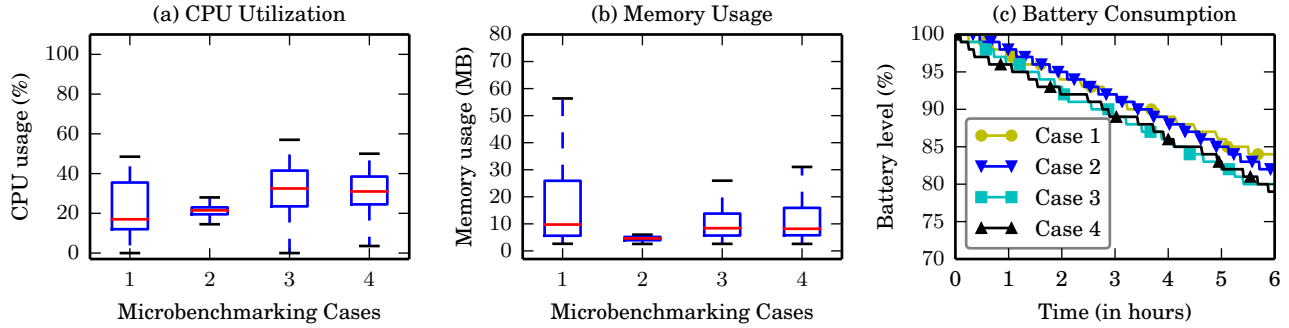 (a) CPU Utilization
CPU usage (%)
100
80
60
40
20
0
1 2 3 4
Microbenchmarking Cases
(b) Memory Usage
Memory usage (MB)
80
70
60
50
40
30
20
10
0
1 2 3 4
Microbenchmarking Cases
(c) Battery Consumption
Battery level (%)
100
95
90
85
80
75
70
Case 1
Case 2
Case 3
Case 4
0 1 2 3 4 5 6
Time (in hours)